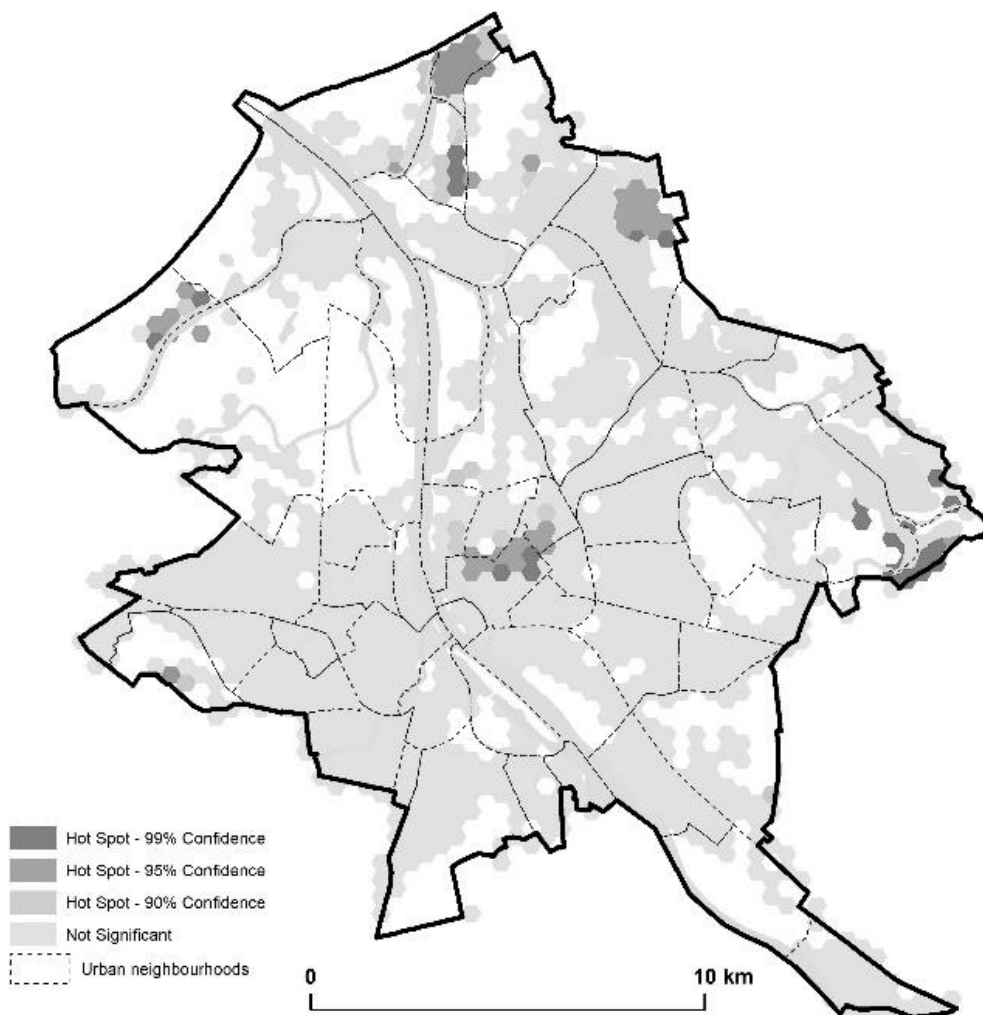 Hot Spot - 99% Confidence
Hot Spot - 95% Confidence
Hot Spot - 90% Confidence
Not Significant
Urban neighbourhoods
0 10 km